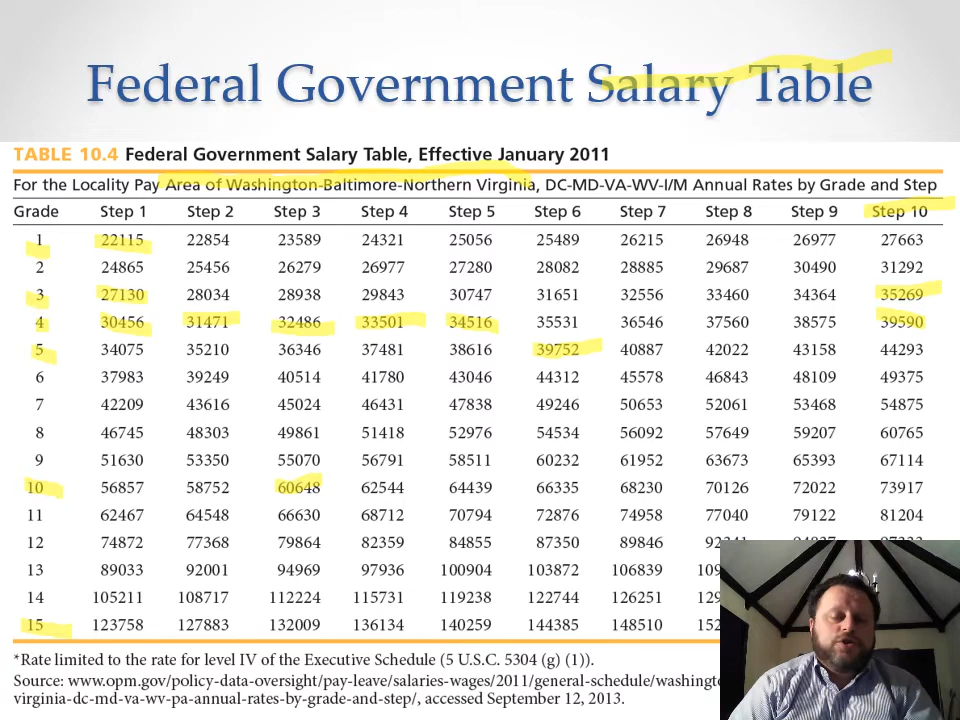 Federal Government Salary Table
TABLE 10.4 Federal Government Salary Table, Effective January 2011
For the Locality Pay Area of Washington-Baltimore-Northern Virginia, DC-MD-VA-WV-I/M Annual Rates by Grade and Step
Grade Step 1 Step 2 Step 3 Step 4 Step 5 Step 6 Step 7 Step 8 Step 9 Step 10
1 22115 22854 23589 24321 25056 25489 26215 26948 26977 27663
2 24865 25456 26279 26977 27280 28082 28885 29687 30490 31292
3 27130 28034 28938 29843 30747 31651 32556 33460 34364 35269
4 30456 31471 32486 33501 34516 35531 36546 37560 38575 39590
5 34075 35210 36346 37481 38616 39752 40887 42022 43158 44293
6 37983 39249 40514 41780 43046 44312 45578 46843 48109 49375
7 42209 43616 45024 46431 47838 49246 50653 52061 53468 54875
8 46745 48303 49861 51418 52976 54534 56092 57649 59207 60765
9 51630 53350 55070 56791 58511 60232 61952 63673 65393 67114
10 56857 58752 60648 62544 64439 66335 68230 70126 72022 73917
11 62467 64548 66630 68712 70794 72876 74958 77040 79122 81204
12 74872 77368 79864 82359 84855 87350 89846
13 89033 92001 94969 97936 100904 103872 106839
14 105211 108717 112224 115731 119238 122744 126251
15 123758 127883 132009 136134 140259 144385 148510
*Rate limited to the rate for level IV of the Executive Schedule (5 U.S.C. 5304 (g) (1)).
Source: www.opm.gov/policy-data-oversight/pay-leave/salaries-wages/2011/general-schedule/
virginia-dc-md-va-wv-pa-annual-rates-by-grade-and-step/, accessed September 12, 2013.